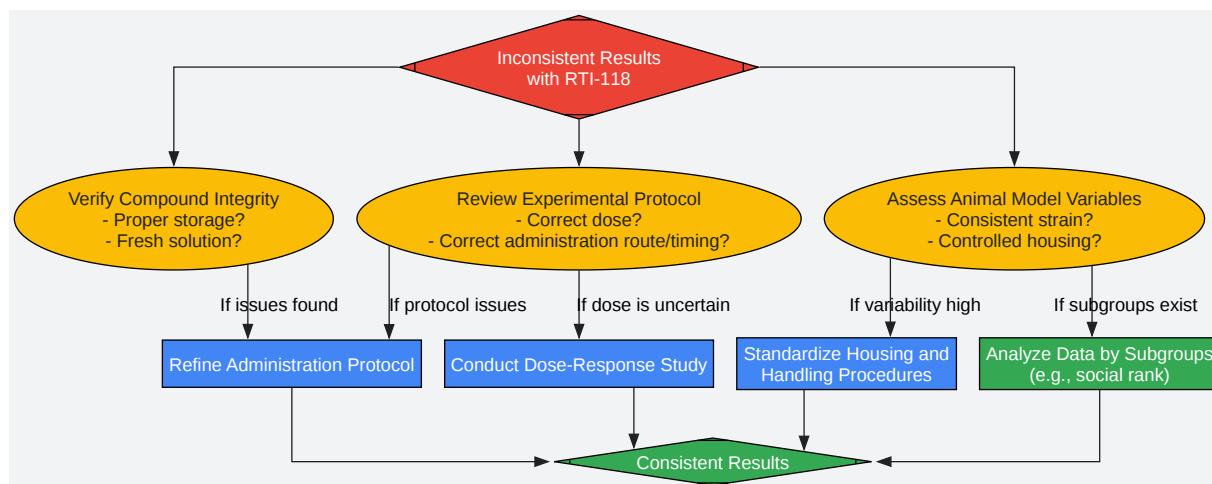 Inconsistent Results
with RTI-118
Verify Compound Integrity
- Proper storage?
- Fresh solution?
Review Experimental Protocol
- Correct dose?
- Correct administration route/timing?
Assess Animal Model Variables
- Consistent strain?
- Controlled housing?
If issues found
If protocol issues
If dose is uncertain
If variability high
If subgroups exist
Refine Administration Protocol
Conduct Dose-Response Study
Standardize Housing and
Handling Procedures
Analyze Data by Subgroups
(e.g., social rank)
Consistent Results